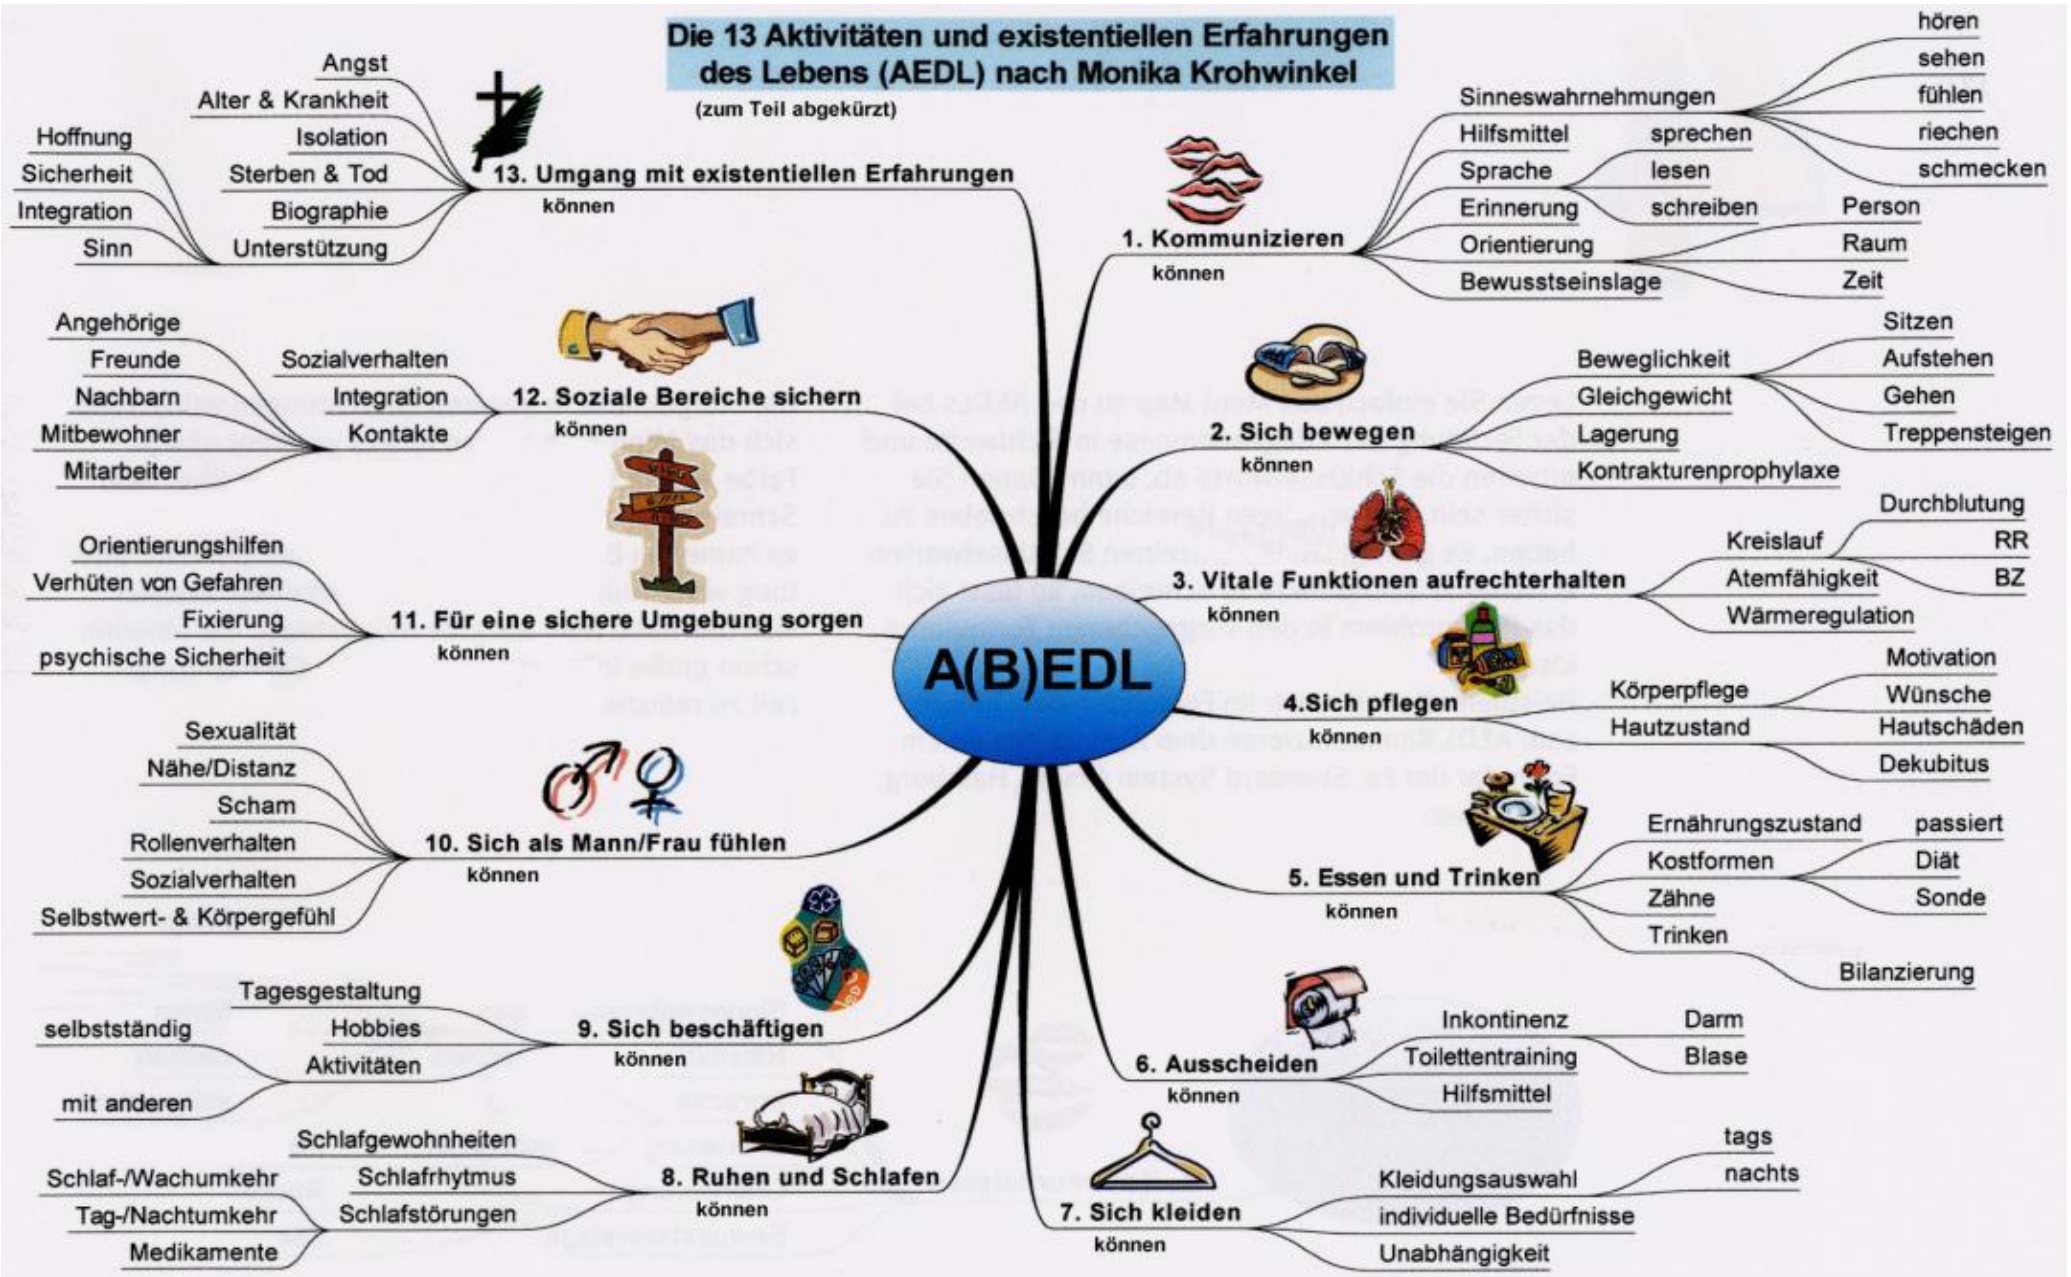 Die 13 Aktivitäten und existentiellen Erfahrungen
des Lebens (AEDL) nach Monika Krohwinkel
(zum Teil abgekürzt)
A(B)EDL
1. Kommunizieren
können
Sinneswahrnehmungen
hören
sehen
fühlen
riechen
schmecken
Hilfsmittel
Sprache
sprechen
lesen
schreiben
Erinnerung
Orientierung
Person
Raum
Zeit
Bewusstseinslage
2. Sich bewegen
können
Beweglichkeit
Sitzen
Aufstehen
Gehen
Treppensteigen
Gleichgewicht
Lagerung
Kontrakturenprophylaxe
3. Vitale Funktionen aufrechterhalten
können
Kreislauf
Durchblutung
RR
BZ
Atemfähigkeit
Wärmeregulation
4.Sich pflegen
können
Körperpflege
Motivation
Wünsche
Hautzustand
Hautschäden
Dekubitus
5. Essen und Trinken
können
Ernährungszustand
Kostformen
passiert
Diät
Sonde
Zähne
Trinken
Bilanzierung
6. Ausscheiden
können
Inkontinenz
Darm
Blase
Toilettentraining
Hilfsmittel
7. Sich kleiden
können
Kleidungsauswahl
tags
nachts
individuelle Bedürfnisse
Unabhängigkeit
8. Ruhen und Schlafen
können
Schlafgewohnheiten
Schlafrhytmus
Schlafstörungen
Schlaf-/Wachumkehr
Tag-/Nachtumkehr
Medikamente
9. Sich beschäftigen
können
Tagesgestaltung
Hobbies
Aktivitäten
selbstständig
mit anderen
10. Sich als Mann/Frau fühlen
können
Sexualität
Nähe/Distanz
Scham
Rollenverhalten
Sozialverhalten
Selbstwert- & Körpergefühl
11. Für eine sichere Umgebung sorgen
können
Orientierungshilfen
Verhüten von Gefahren
Fixierung
psychische Sicherheit
12. Soziale Bereiche sichern
können
Sozialverhalten
Integration
Kontakte
Angehörige
Freunde
Nachbarn
Mitbewohner
Mitarbeiter
13. Umgang mit existentiellen Erfahrungen
können
Angst
Alter & Krankheit
Isolation
Sterben & Tod
Biographie
Unterstützung
Hoffnung
Sicherheit
Integration
Sinn